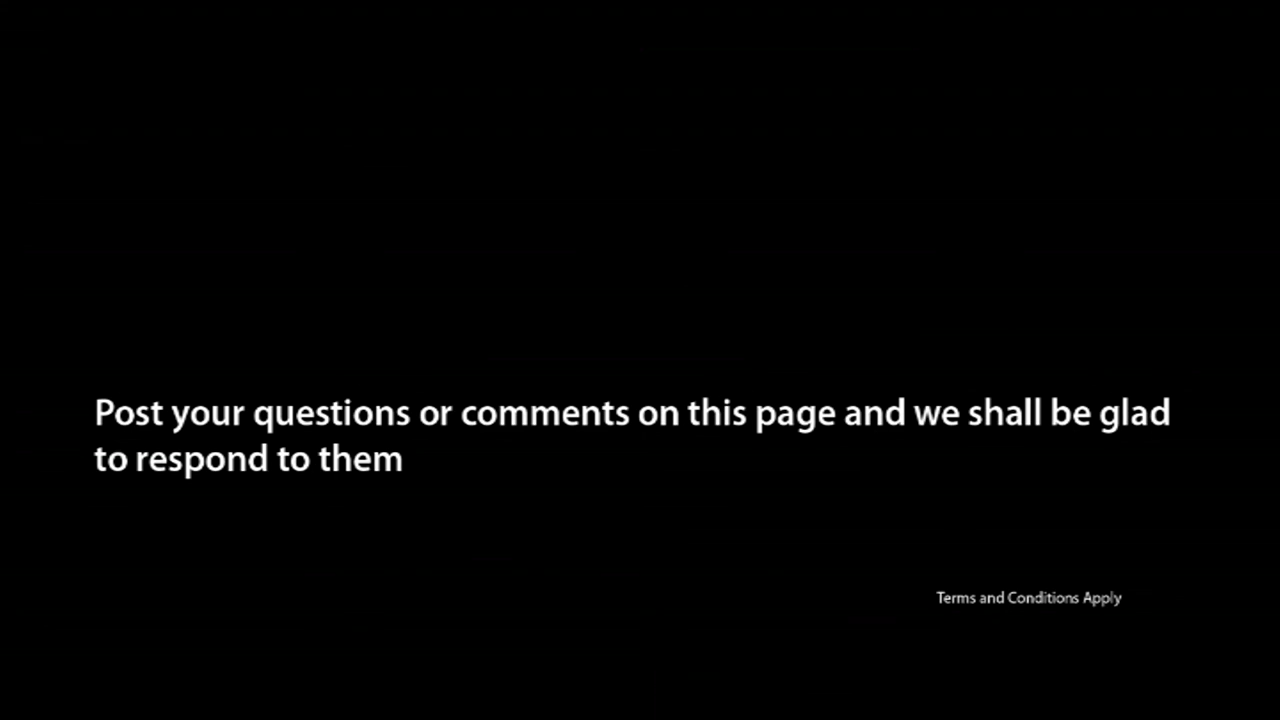 Post your questions or comments on this page and we shall be glad
to respond to them
Terms and Conditions Apply